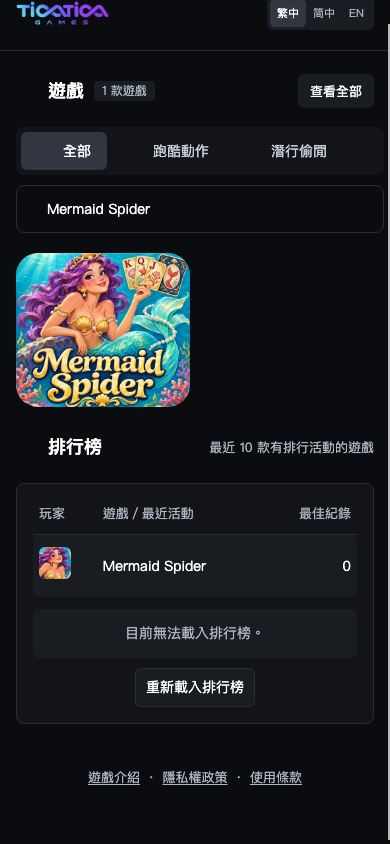 TICATICA
GAMES
繁中 简中 EN
遊戲 1 款遊戲 查看全部
全部 跑酷動作 潛行偷閒
Mermaid Spider
K Q J
Mermaid
Spider
排行榜 最近 10 款有排行活動的遊戲
玩家 遊戲 / 最近活動 最佳紀錄
Mermaid Spider 0
目前無法載入排行榜。
重新載入排行榜
遊戲介紹 · 隱私權政策 · 使用條款